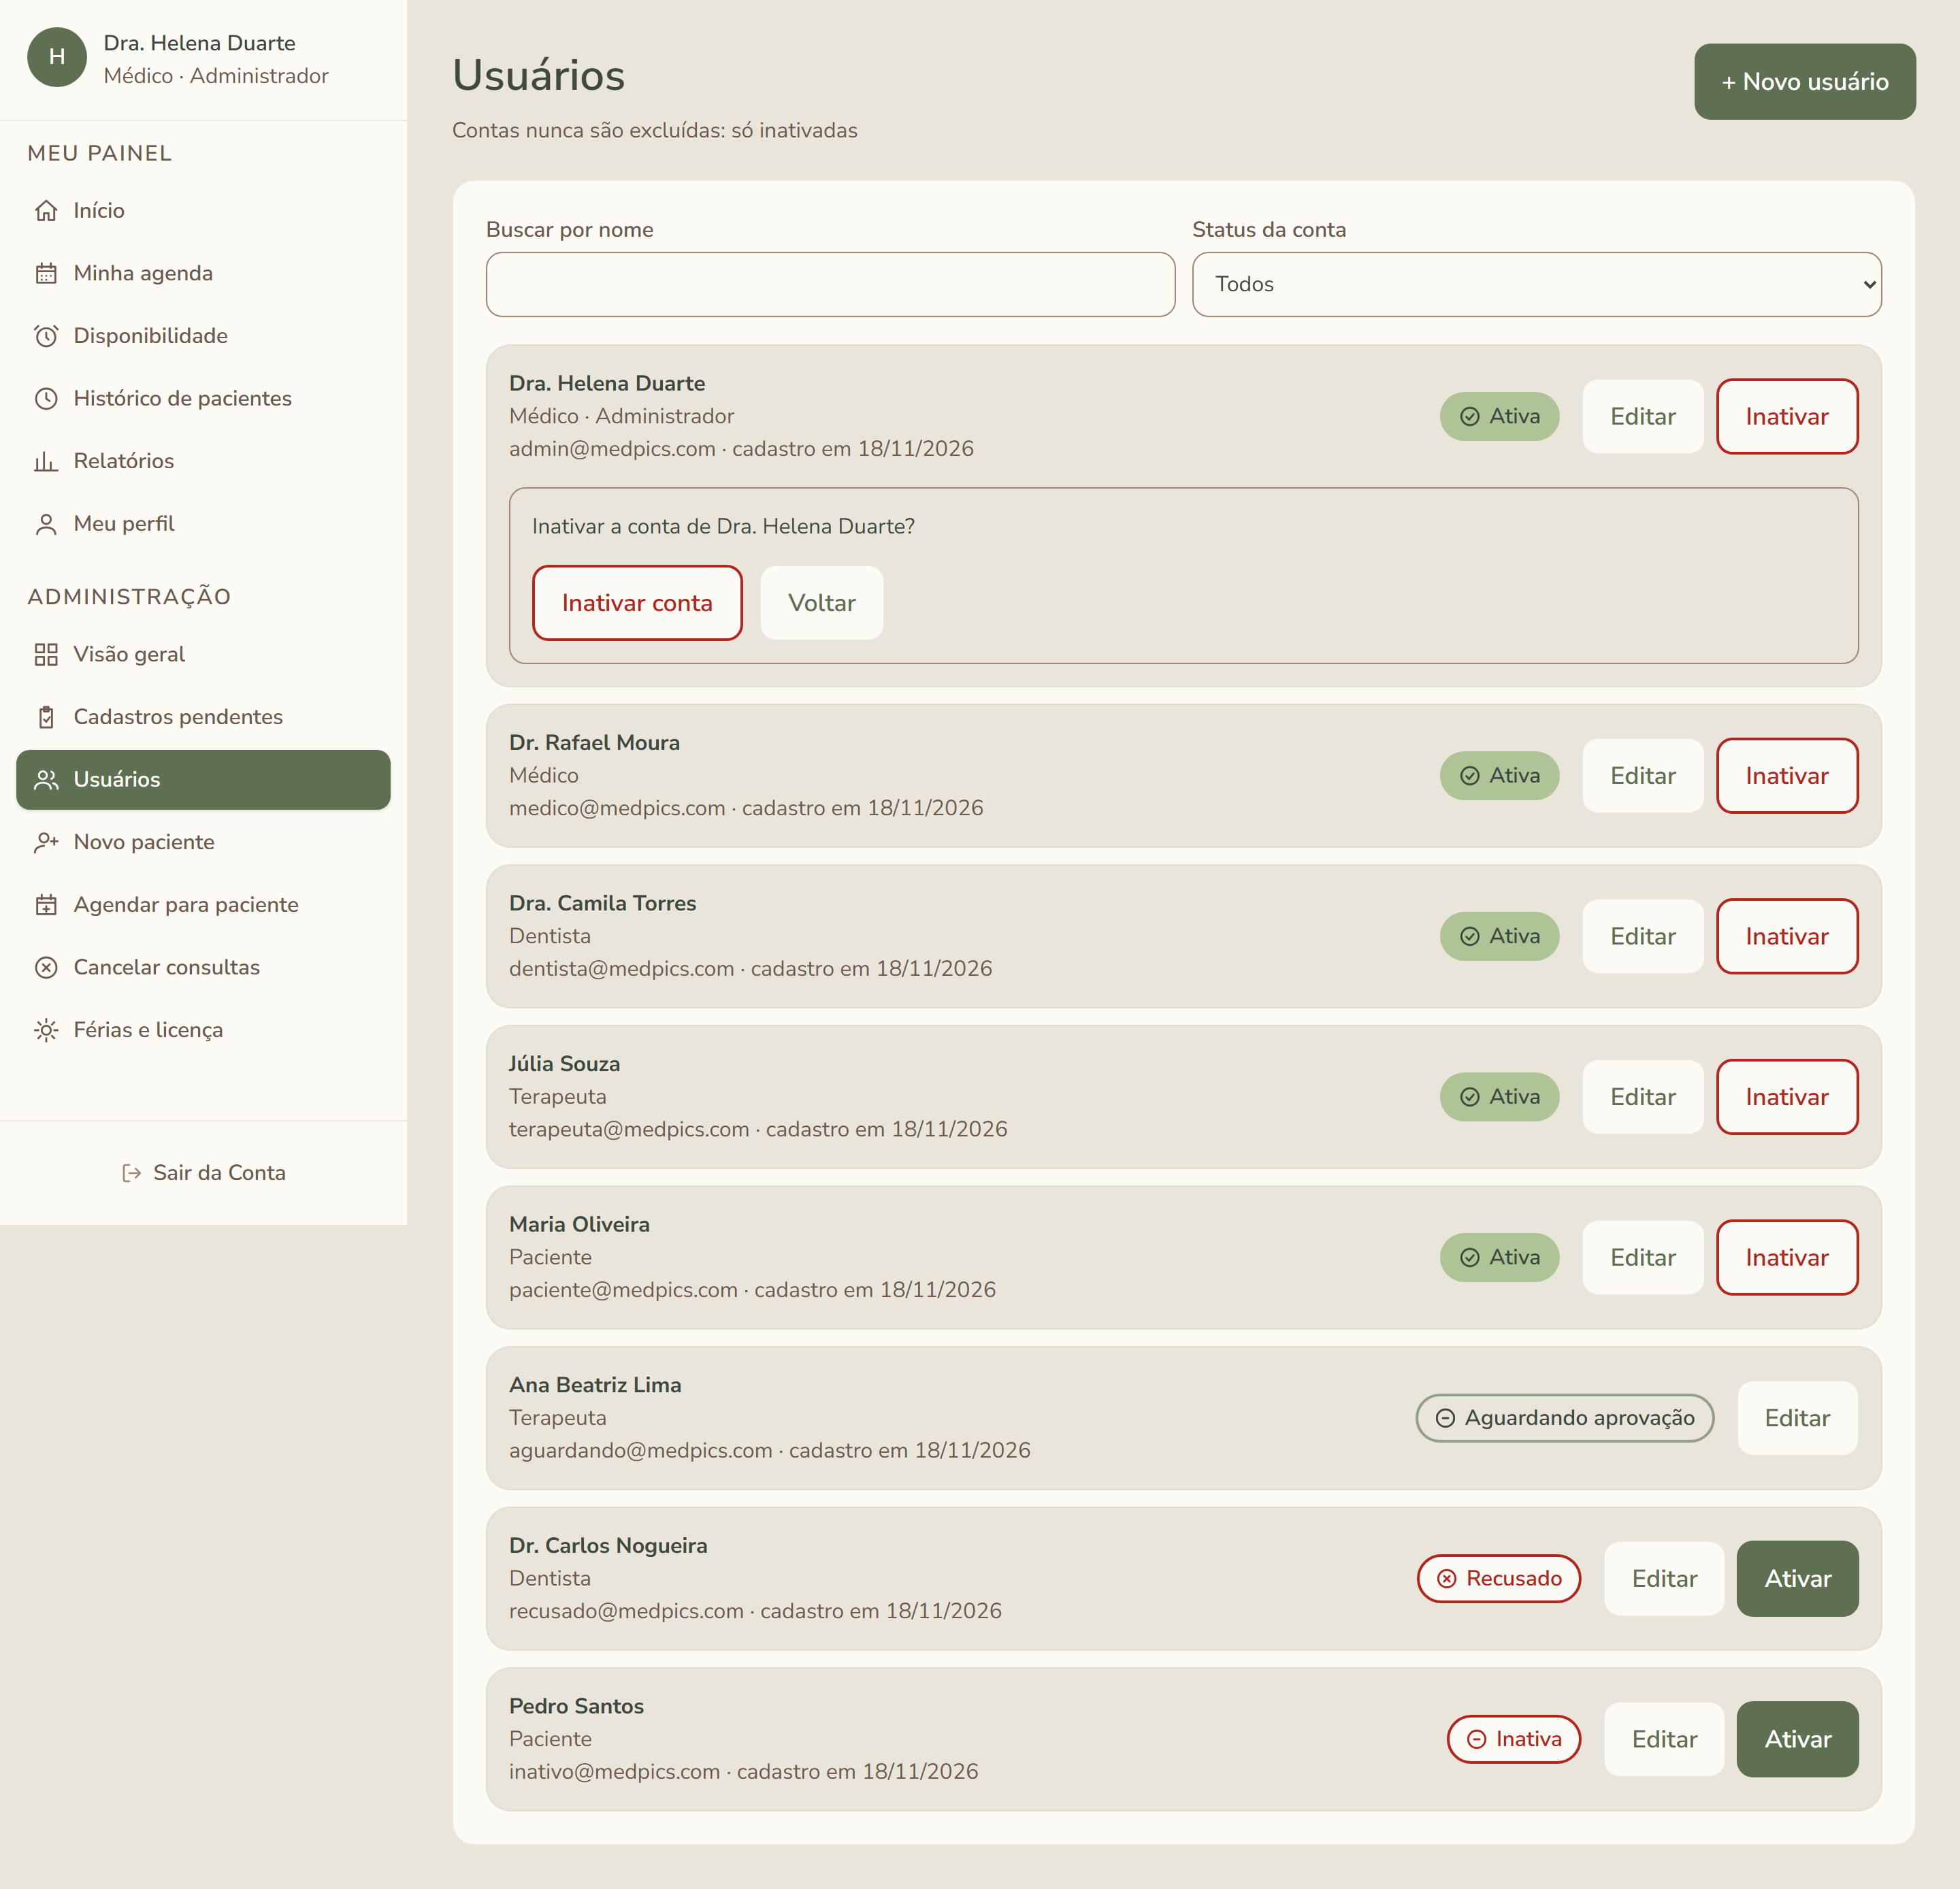 H
Dra. Helena Duarte
Médico · Administrador
MEU PAINEL
Início
Minha agenda
Disponibilidade
Histórico de pacientes
Relatórios
Meu perfil
ADMINISTRAÇÃO
Visão geral
Cadastros pendentes
Usuários
Novo paciente
Agendar para paciente
Cancelar consultas
Férias e licença
Sair da Conta
Usuários
Contas nunca são excluídas: só inativadas
+ Novo usuário
Buscar por nome
Status da conta
Todos
Dra. Helena Duarte
Médico · Administrador
admin@medpics.com · cadastro em 18/11/2026
Ativa
Editar
Inativar
Inativar a conta de Dra. Helena Duarte?
Inativar conta
Voltar
Dr. Rafael Moura
Médico
medico@medpics.com · cadastro em 18/11/2026
Ativa
Editar
Inativar
Dra. Camila Torres
Dentista
dentista@medpics.com · cadastro em 18/11/2026
Ativa
Editar
Inativar
Júlia Souza
Terapeuta
terapeuta@medpics.com · cadastro em 18/11/2026
Ativa
Editar
Inativar
Maria Oliveira
Paciente
paciente@medpics.com · cadastro em 18/11/2026
Ativa
Editar
Inativar
Ana Beatriz Lima
Terapeuta
aguardando@medpics.com · cadastro em 18/11/2026
Aguardando aprovação
Editar
Dr. Carlos Nogueira
Dentista
recusado@medpics.com · cadastro em 18/11/2026
Recusado
Editar
Ativar
Pedro Santos
Paciente
inativo@medpics.com · cadastro em 18/11/2026
Inativa
Editar
Ativar